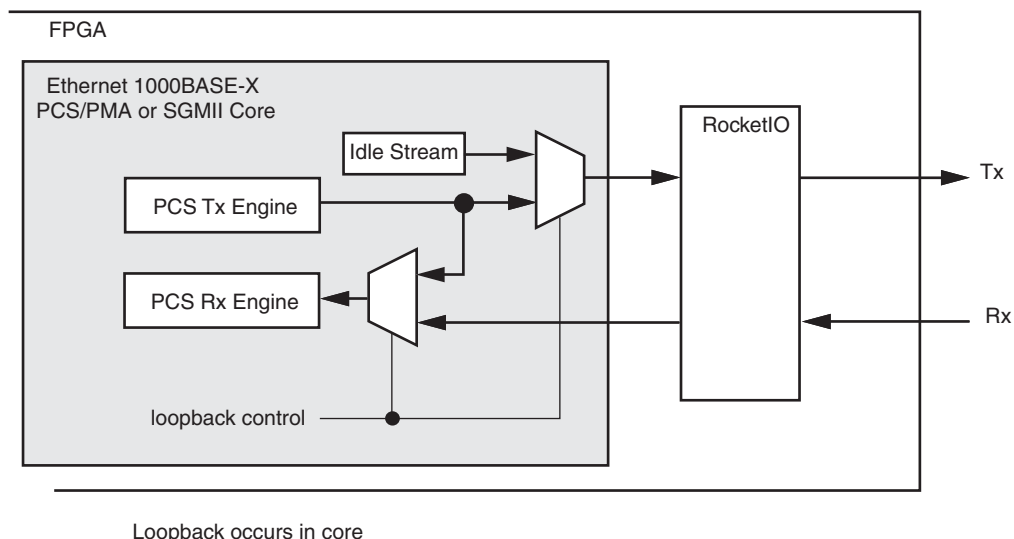 FPGA
Ethernet 1000BASE-X
PCS/PMA or SGMII Core
RocketIO
Idle Stream
Tx
PCS Tx Engine
PCS Rx Engine
Rx
loopback control
Loopback occurs in core